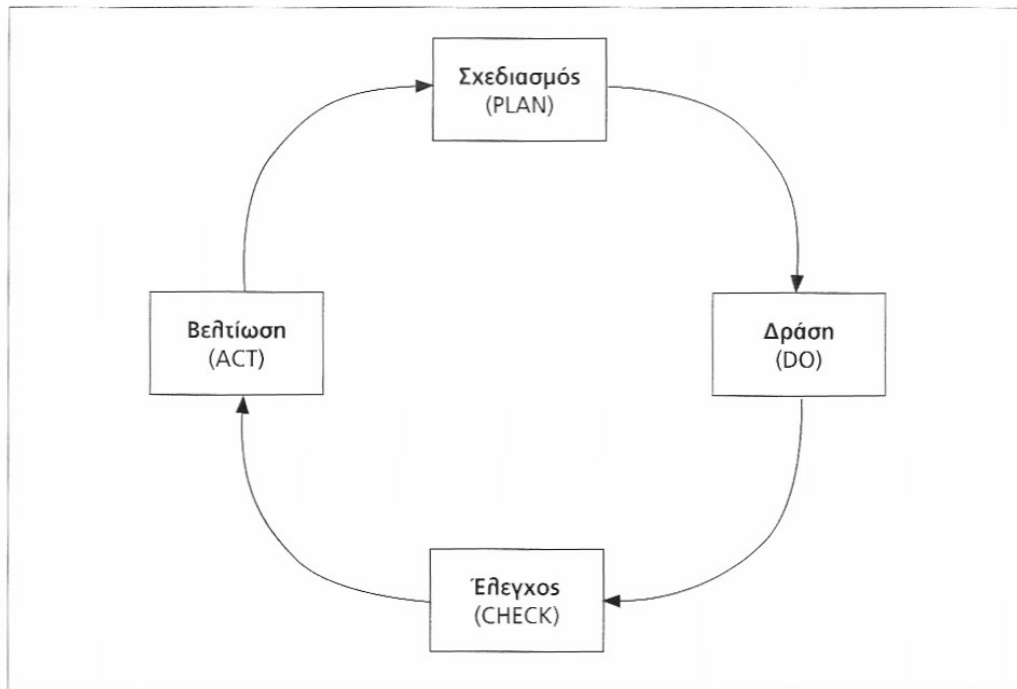 Σχεδιασμός
(PLAN)
Δράση
(DO)
Έλεγχος
(CHECK)
Βελτίωση
(ACT)